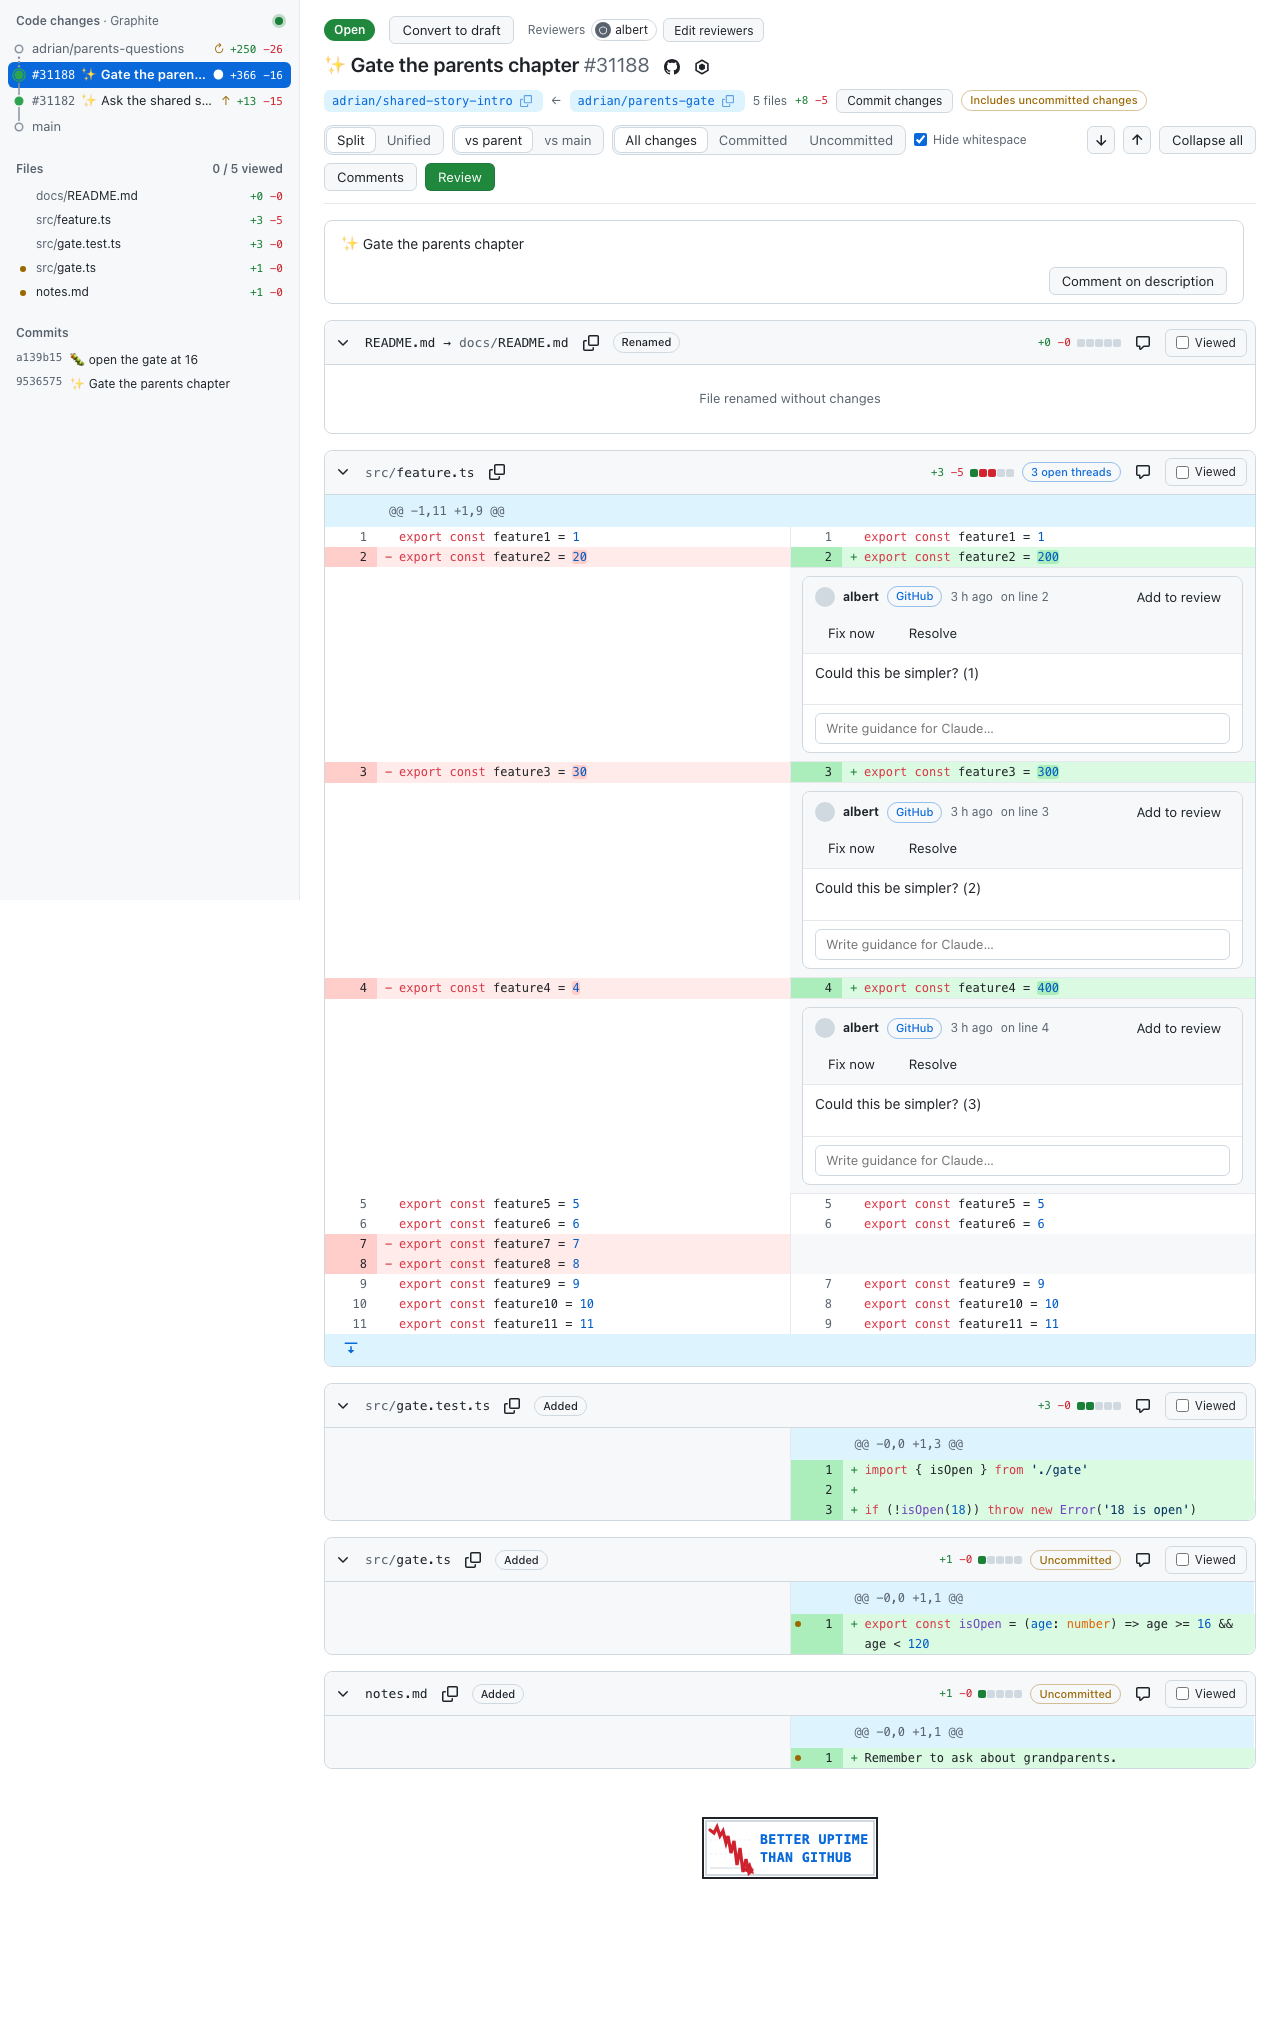 Code changes · Graphite
adrian/parents-questions +250 −26
#31188 ✨ Gate the paren... +366 −16
#31182 ✨ Ask the shared s... ↑ +13 −15
main
Files 0 / 5 viewed
docs/README.md +0 −0
src/feature.ts +3 −5
src/gate.test.ts +3 −0
src/gate.ts +1 −0
notes.md +1 −0
Commits
a139b15 🐛 open the gate at 16
9536575 ✨ Gate the parents chapter
Open Convert to draft Reviewers albert Edit reviewers
✨ Gate the parents chapter #31188
adrian/shared-story-intro ← adrian/parents-gate 5 files +8 −5 Commit changes Includes uncommitted changes
Split Unified vs parent vs main All changes Committed Uncommitted Hide whitespace ↓ ↑ Collapse all
Comments Review
✨ Gate the parents chapter
Comment on description
README.md → docs/README.md Renamed +0 −0 Viewed
File renamed without changes
src/feature.ts +3 −5 3 open threads Viewed
@@ −1,11 +1,9 @@
1 export const feature1 = 1 1 export const feature1 = 1
2 − export const feature2 = 20 2 + export const feature2 = 200
albert GitHub 3 h ago on line 2 Add to review
Fix now Resolve
Could this be simpler? (1)
Write guidance for Claude...
3 − export const feature3 = 30 3 + export const feature3 = 300
albert GitHub 3 h ago on line 3 Add to review
Fix now Resolve
Could this be simpler? (2)
Write guidance for Claude...
4 − export const feature4 = 4 4 + export const feature4 = 400
albert GitHub 3 h ago on line 4 Add to review
Fix now Resolve
Could this be simpler? (3)
Write guidance for Claude...
5 export const feature5 = 5 5 export const feature5 = 5
6 export const feature6 = 6 6 export const feature6 = 6
7 − export const feature7 = 7
8 − export const feature8 = 8
9 export const feature9 = 9 7 export const feature9 = 9
10 export const feature10 = 10 8 export const feature10 = 10
11 export const feature11 = 11 9 export const feature11 = 11
src/gate.test.ts Added +3 −0 Viewed
@@ −0,0 +1,3 @@
1 + import { isOpen } from './gate'
2 +
3 + if (!isOpen(18)) throw new Error('18 is open')
src/gate.ts Added +1 −0 Uncommitted Viewed
@@ −0,0 +1,1 @@
1 + export const isOpen = (age: number) => age >= 16 &&
age < 120
notes.md Added +1 −0 Uncommitted Viewed
@@ −0,0 +1,1 @@
1 + Remember to ask about grandparents.
BETTER UPTIME
THAN GITHUB